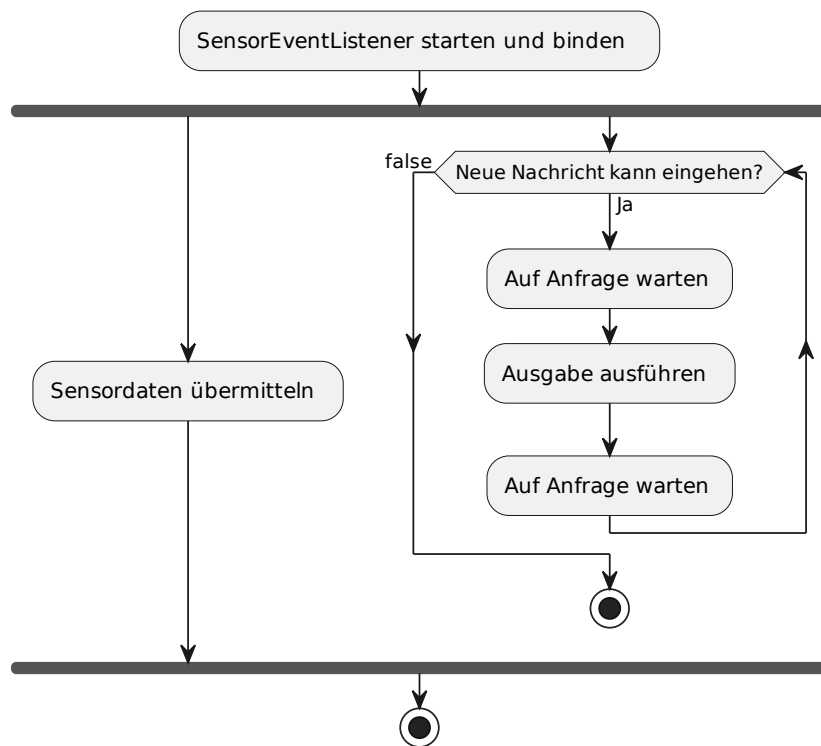 SensorEventListener starten und binden
false
Neue Nachricht kann eingehen?
Ja
Auf Anfrage warten
Sensordaten übermitteln
Ausgabe ausführen
Auf Anfrage warten